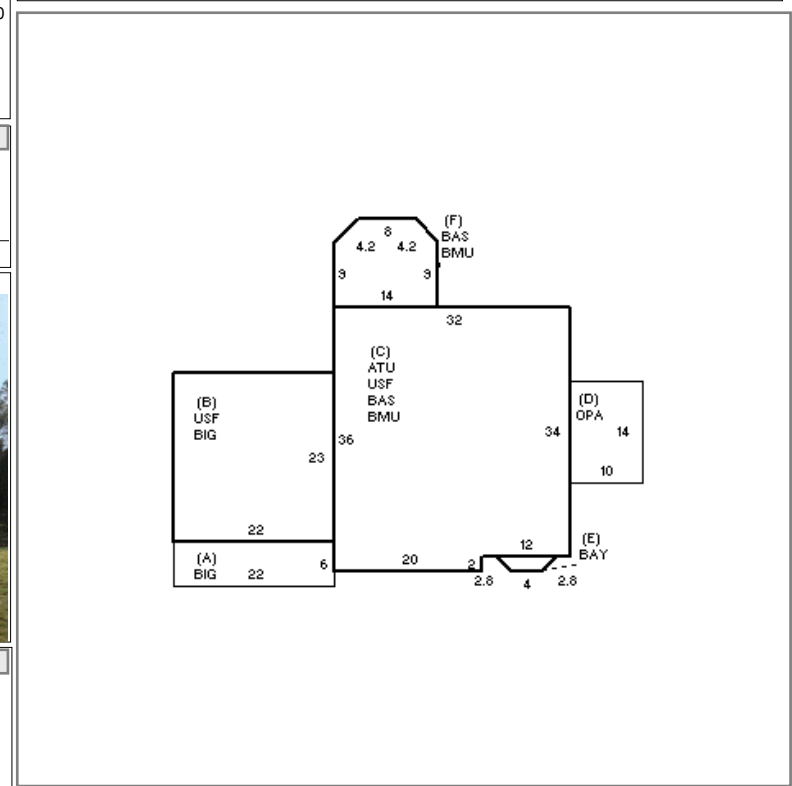 (F)
BAS
BMU
8
4.2 4.2
9 9
14
32
(C)
ATU
USF
BAS
BMU
36
34
(B)
USF
BIG
23
22
(D)
OPA
14
10
(A)
BIG
22
6
20
2
12
(E)
BAY
2.8
4
2.8